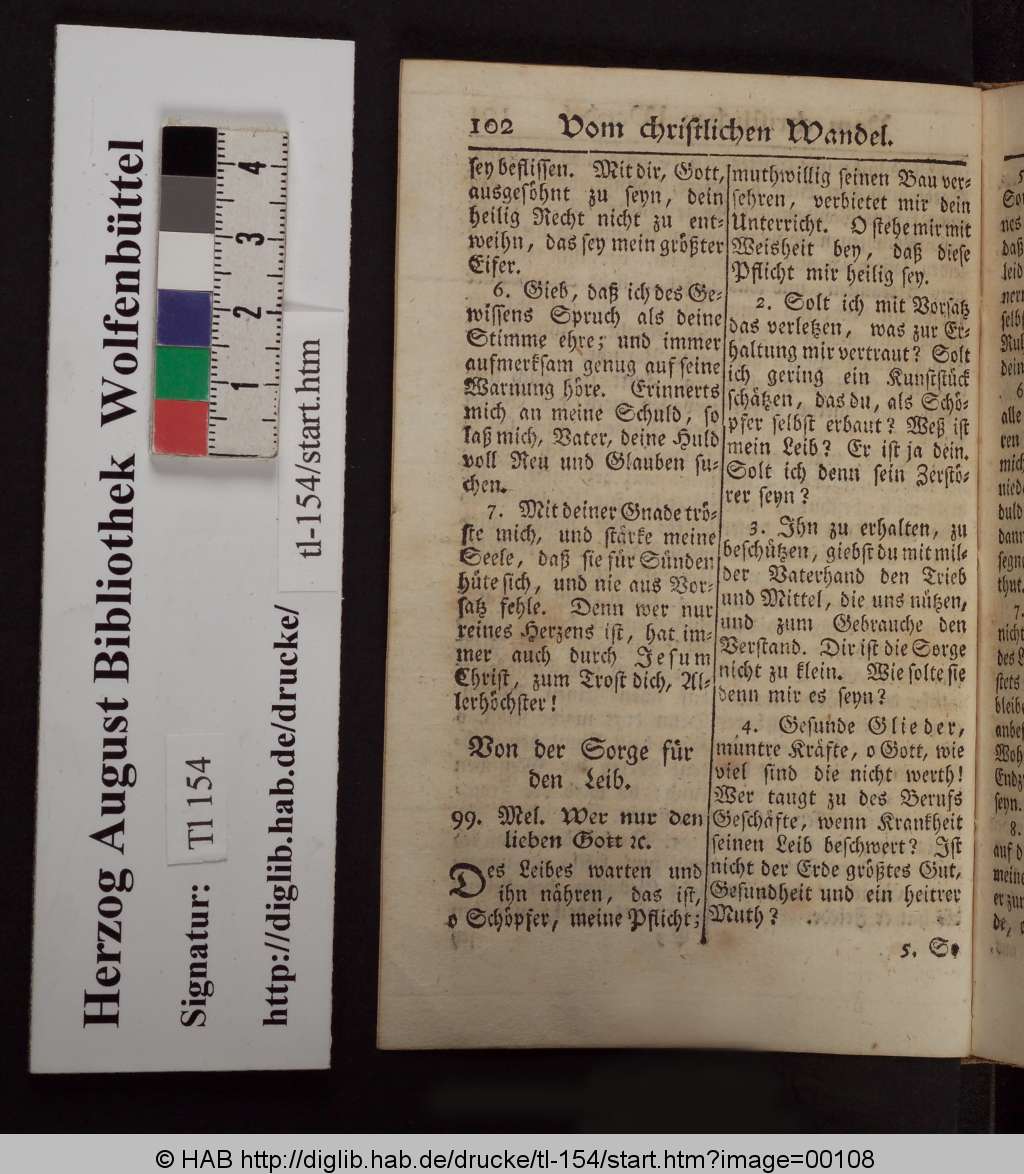 Herzog August Bibliothek Wolfenbüttel
Signatur: Tl 154
http://diglib.hab.de/drucke/ tl-154/start.htm
1 2 3 4
102 Vom christlichen Wandel.
sey beflissen. Mit dir, Gott,
ausgesöhnt zu seyn, dein
heilig Recht nicht zu ent-
weihn, das sey mein größter
Eifer.
6. Gieb, daß ich des Ge-
wissens Spruch als deine
Stimme ehre; und immer
aufmerksam genug auf seine
Warnung höre. Erinnerts
mich an meine Schuld, so
laß mich, Vater, deine Huld
voll Reu und Glauben su-
chen.
7. Mit deiner Gnade trö-
ste mich, und stärke meine
Seele, daß sie für Sünden
hüte sich, und nie aus Vor-
satz fehle. Denn wer nur
reines Herzens ist, hat im-
mer auch durch Jesum
Christ, zum Trost dich, Al-
lerhöchster!
Von der Sorge für
den Leib.
99. Mel. Wer nur den
lieben Gott ꝛc.
Des Leibes warten und
ihn nähren, das ist,
o Schöpfer, meine Pflicht;
muthwillig seinen Bau ver-
sehren, verbietet mir dein
Unterricht. O stehe mir mit
Weisheit bey, daß diese
Pflicht mir heilig sey.
2. Solt ich mit Vorsatz
das verletzen, was zur Er-
haltung mir vertraut? Solt
ich gering ein Kunststück
schätzen, das du, als Schö-
pfer selbst erbaut? Weß ist
mein Leib? Er ist ja dein.
Solt ich denn sein Zerstö-
rer seyn?
3. Ihn zu erhalten, zu
beschützen, giebst du mit mil-
der Vaterhand den Trieb
und Mittel, die uns nützen,
und zum Gebrauche den
Verstand. Dir ist die Sorge
nicht zu klein. Wie solte sie
denn mir es seyn?
4. Gesunde Glieder,
muntre Kräfte, o Gott, wie
viel sind die nicht werth!
Wer taugt zu des Berufs
Geschäfte, wenn Krankheit
seinen Leib beschwert? Ist
nicht der Erde größtes Gut,
Gesundheit und ein heitrer
Muth?
5. So
© HAB http://diglib.hab.de/drucke/tl-154/start.htm?image=00108